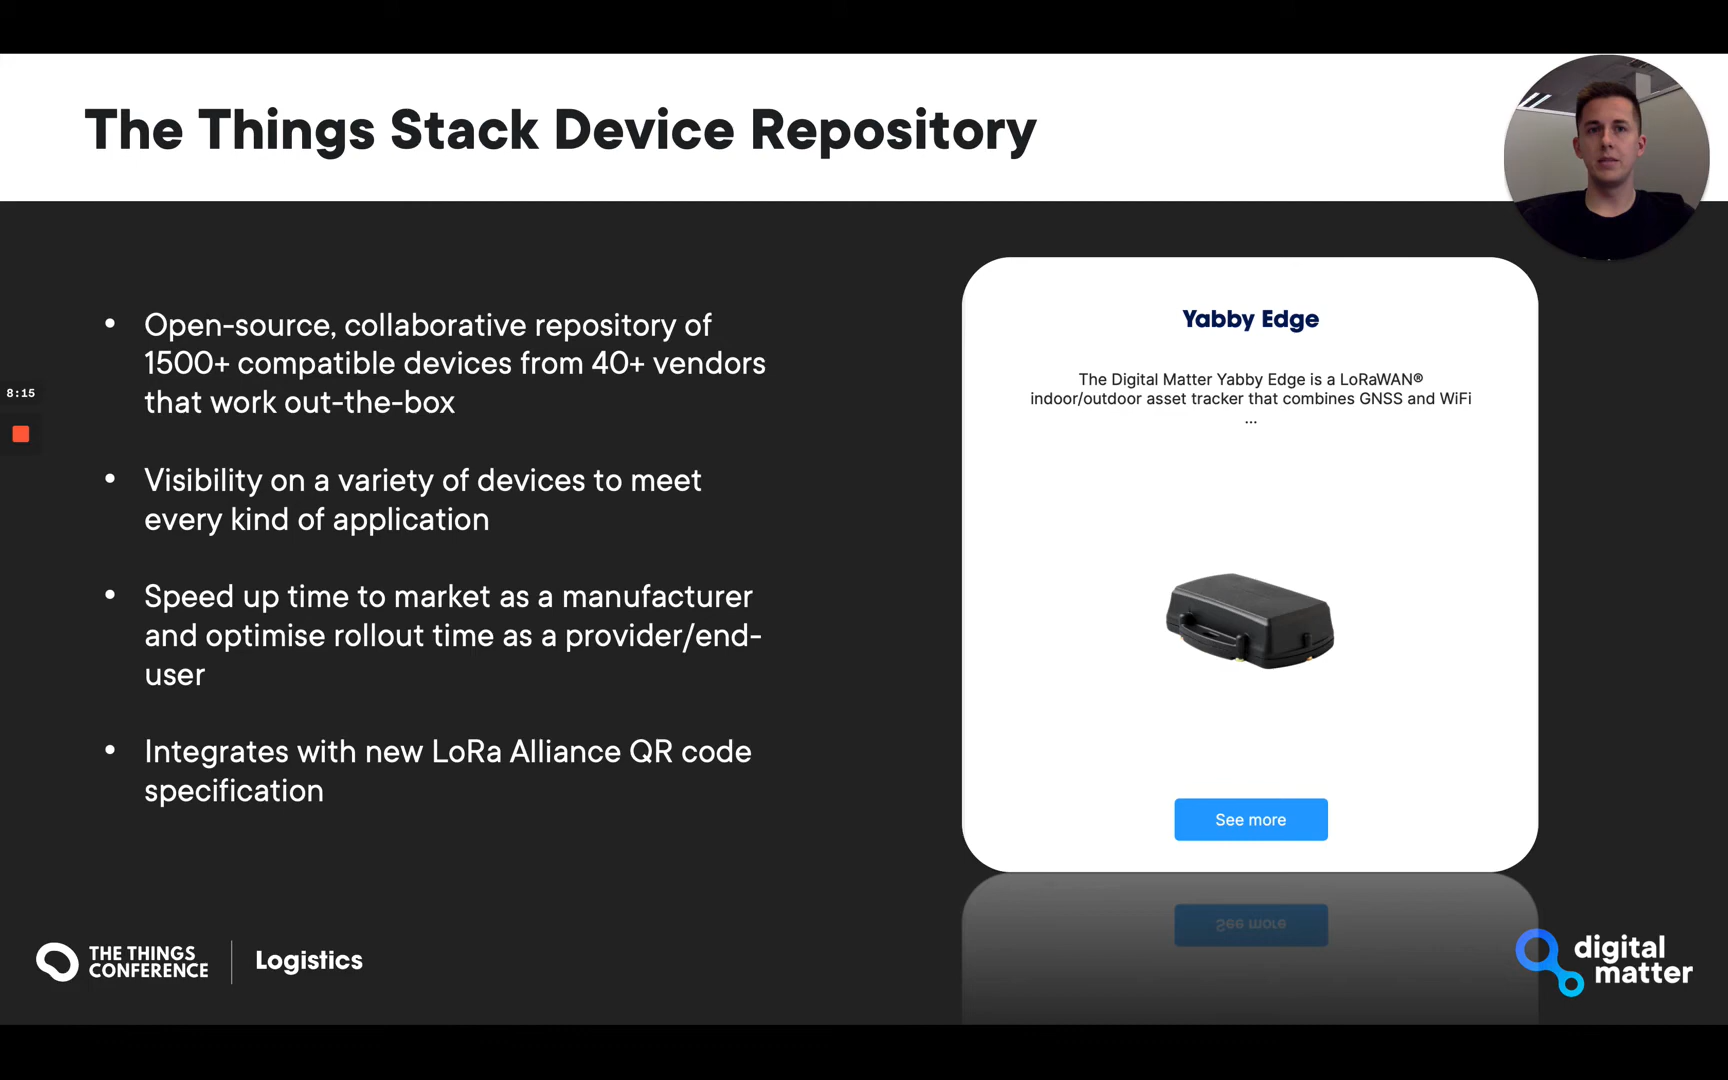 The Things Stack Device Repository
• Open-source, collaborative repository of
1500+ compatible devices from 40+ vendors
that work out-the-box
• Visibility on a variety of devices to meet
every kind of application
• Speed up time to market as a manufacturer
and optimise rollout time as a provider/end-
user
• Integrates with new LoRa Alliance QR code
specification
8:15
Yabby Edge
The Digital Matter Yabby Edge is a LoRaWAN®
indoor/outdoor asset tracker that combines GNSS and WiFi
...
See more
See more
THE THINGS
CONFERENCE
Logistics
digital
matter